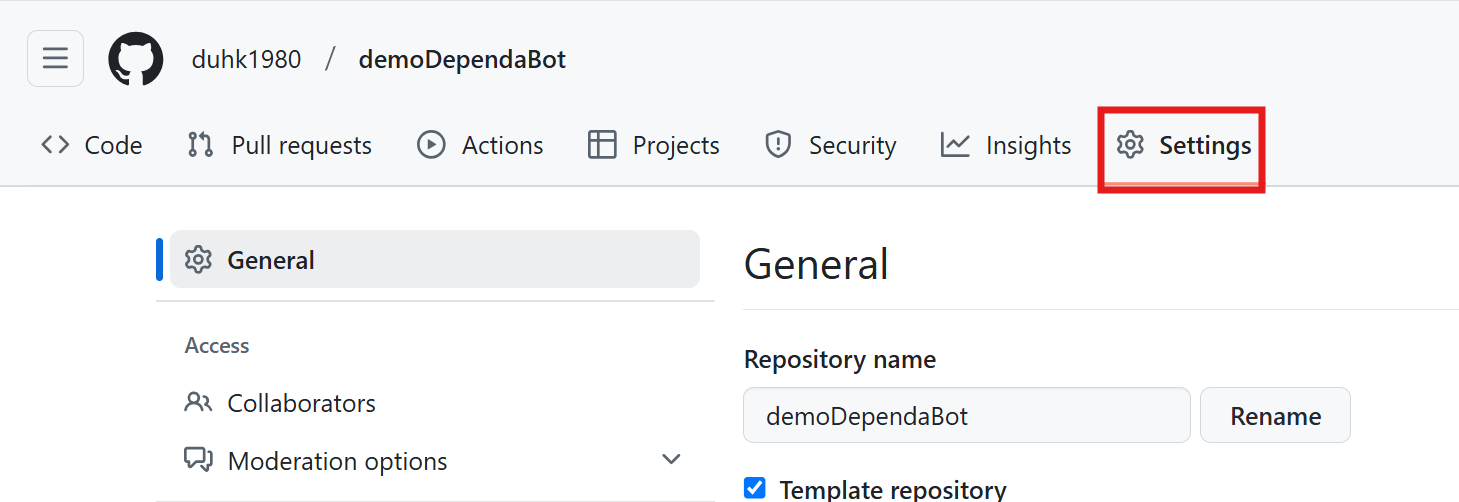 duhk1980 / demoDependaBot
Code Pull requests Actions Projects Security Insights Settings
General
General
Access
Collaborators
Moderation options
Repository name
demoDependaBot Rename
Template repository